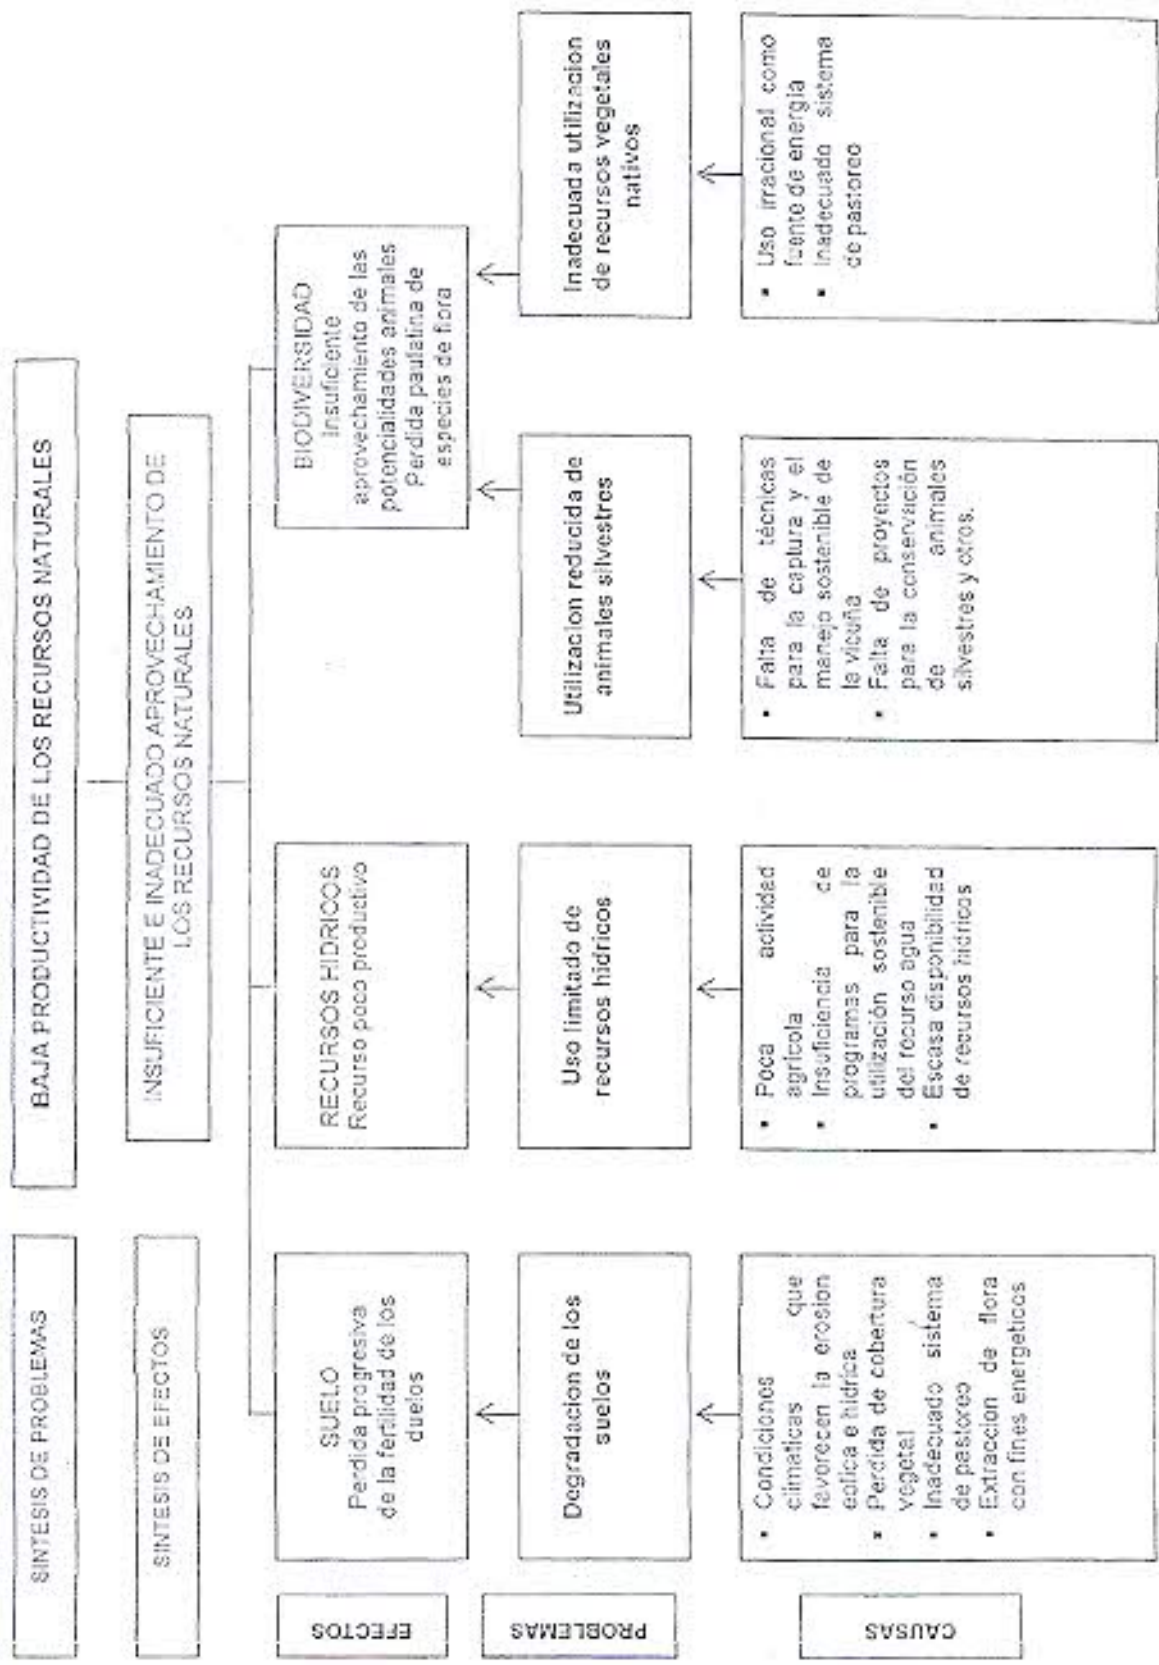 SINTESIS DE PROBLEMAS
BAJA PRODUCTIVIDAD DE LOS RECURSOS NATURALES
SINTESIS DE EFECTOS
INSUFICIENTE E INADECUADO APROVECHAMIENTO DE
LOS RECURSOS NATURALES
EFECTOS
SUELO
Perdida progresiva
de la fertilidad de los
duelos
RECURSOS HIDRICOS
Recurso poco productivo
BIODIVERSIDAD
Insuficiente
aprovechamiento de las
potencialidades animales
Perdida paulatina de
especies de flora
PROBLEMAS
Degradacion de los
suelos
Uso limitado de
recursos hídricos
Utilizacion reducida de
animales silvestros
Inadecuada utilizacion
de recursos vegetales
nativos
CAUSAS
▪ Condiciones que
climaticas
favorecen la erosion
eolica e hidrica
▪ Perdida de cobertura
vegetal
▪ Inadecuado sistema
de pastoreo
▪ Extraccion de flora
con fines energeticos
▪ Poca actividad
agrícola
▪ Insuficiencia de
programas para la
utilización sostenible
del recurso agua
▪ Escasa disponibilidad
de recursos hídricos
▪ Falta de técnicas
para la captura y el
manejo sostenible de
la vicuña
▪ Falta de proyectos
para la conservación
de animales
silvestres y otros.
▪ Uso irracional como
fuente de energía
▪ Inadecuado sistema
de pastoreo